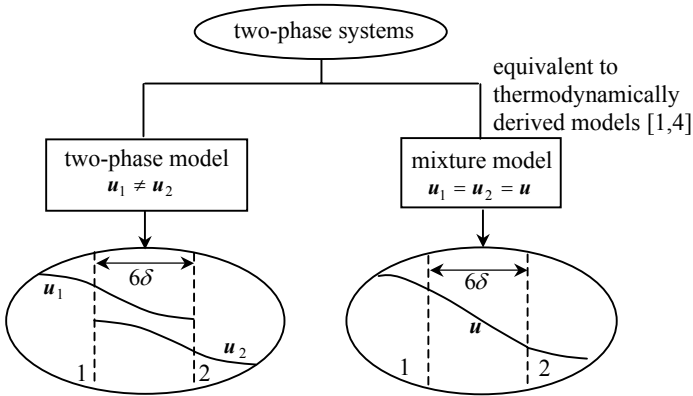 two-phase systems
equivalent to
thermodynamically
derived models [1,4]
two-phase model
u₁ ≠ u₂
mixture model
u₁ = u₂ = u
6δ
u₁
u₂
1
2
6δ
u
1
2